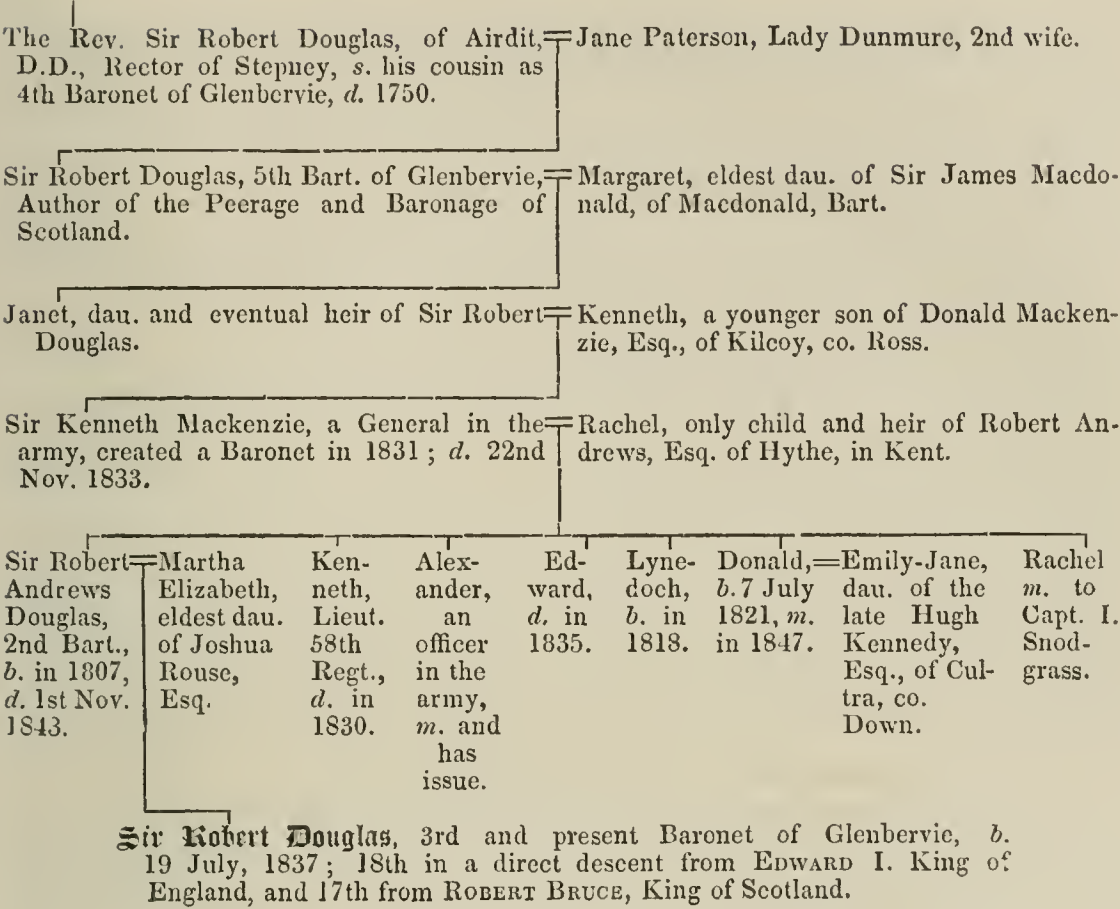 The Rev. Sir Robert Douglas, of Airdit,
D.D., Rector of Stepney, s. his cousin as
4th Baronet of Glenbervie, d. 1750.
Jane Paterson, Lady Dunmure, 2nd wife.
Sir Robert Douglas, 5th Bart. of Glenbervie,
Author of the Peerage and Baronage of
Scotland.
Margaret, eldest dau. of Sir James Macdo-
nald, of Macdonald, Bart.
Janet, dau. and eventual heir of Sir Robert
Douglas.
Kenneth, a younger son of Donald Macken-
zie, Esq., of Kilcoy, co. Ross.
Sir Kenneth Mackenzie, a General in the
army, created a Baronet in 1831; d. 22nd
Nov. 1833.
Rachel, only child and heir of Robert An-
drews, Esq. of Hythe, in Kent.
Sir Robert
Andrews
Douglas,
2nd Bart.,
b. in 1807,
d. 1st Nov.
1843.
Martha
Elizabeth,
eldest dau.
of Joshua
Rouse,
Esq.
Ken-
neth,
Lieut.
58th
Regt.,
d. in
1830.
Alex-
ander,
an
officer
in the
army,
m. and
has
issue.
Ed-
ward,
d. in
1835.
Lyne-
doch,
b. in
1818.
Donald,
b. 7 July
1821, m.
in 1847.
Emily-Jane,
dau. of the
late Hugh
Kennedy,
Esq., of Cul-
tra, co.
Down.
Rachel
m. to
Capt. I.
Snod-
grass.
Sir Robert Douglas, 3rd and present Baronet of Glenbervie, b.
19 July, 1837; 18th in a direct descent from EDWARD I. King of
England, and 17th from ROBERT BRUCE, King of Scotland.